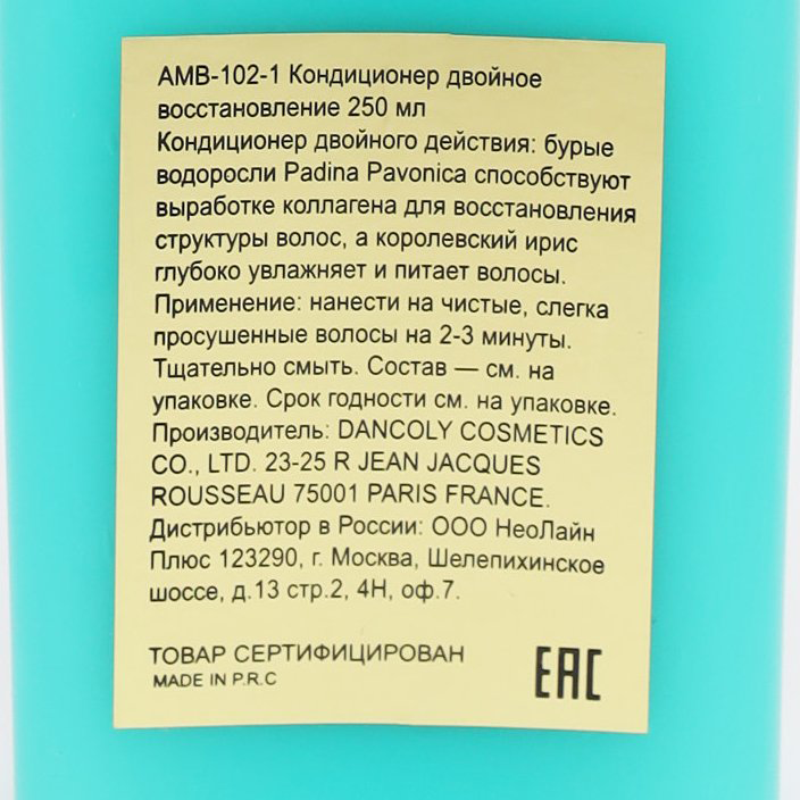 AMB-102-1 Кондиционер двойное
восстановление 250 мл
Кондиционер двойного действия: бурые
водоросли Padina Pavonica способствуют
выработке коллагена для восстановления
структуры волос, а королевский ирис
глубоко увлажняет и питает волосы.
Применение: нанести на чистые, слегка
просушенные волосы на 2-3 минуты.
Тщательно смыть. Состав — см. на
упаковке. Срок годности см. на упаковке.
Производитель: DANCOLY COSMETICS
CO., LTD. 23-25 R JEAN JACQUES
ROUSSEAU 75001 PARIS FRANCE.
Дистрибьютор в России: ООО НеоЛайн
Плюс 123290, г. Москва, Шелепихинское
шоссе, д.13 стр.2, 4Н, оф.7.
ТОВАР СЕРТИФИЦИРОВАН
MADE IN P.R.C
EAC